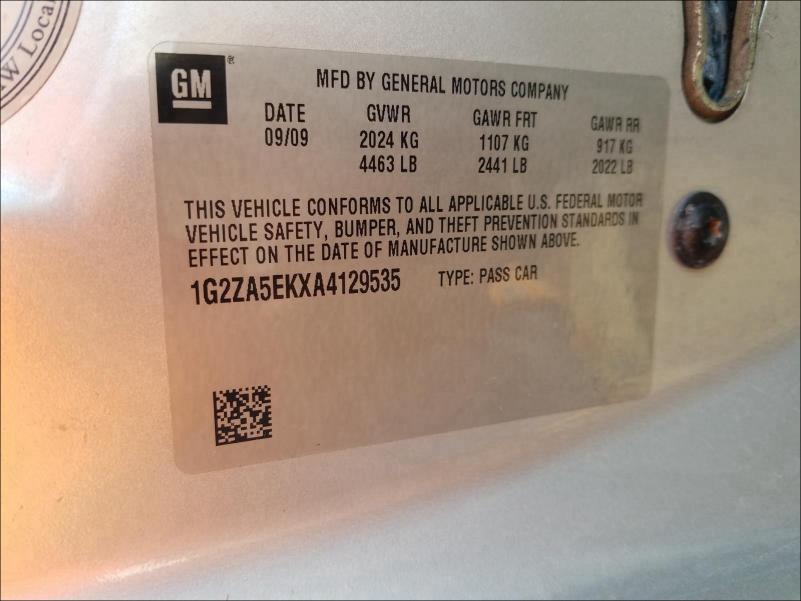 W Loca
GM®
MFD BY GENERAL MOTORS COMPANY
DATE GVWR GAWR FRT GAWR RR
09/09 2024 KG 1107 KG 917 KG
4463 LB 2441 LB 2022 LB
THIS VEHICLE CONFORMS TO ALL APPLICABLE U.S. FEDERAL MOTOR
VEHICLE SAFETY, BUMPER, AND THEFT PREVENTION STANDARDS IN
EFFECT ON THE DATE OF MANUFACTURE SHOWN ABOVE.
1G2ZA5EKXA4129535 TYPE: PASS CAR